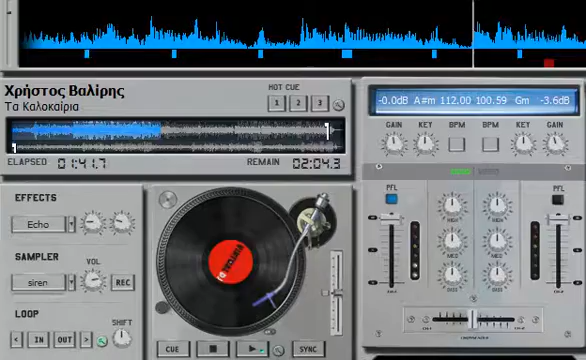 Χρήστος Βαλίρης
Τα Καλοκαίρια
HOT CUE
1 2 3
ELAPSED 01:41.7
REMAIN 02:04.3
-0.0dB A#m 112.00 100.59 Gm -3.6dB
GAIN KEY BPM BPM KEY GAIN
EFFECTS
Echo
SAMPLER
VOL
siren
REC
LOOP
SHIFT
< IN OUT >
CUE
SYNC
PFL
PFL